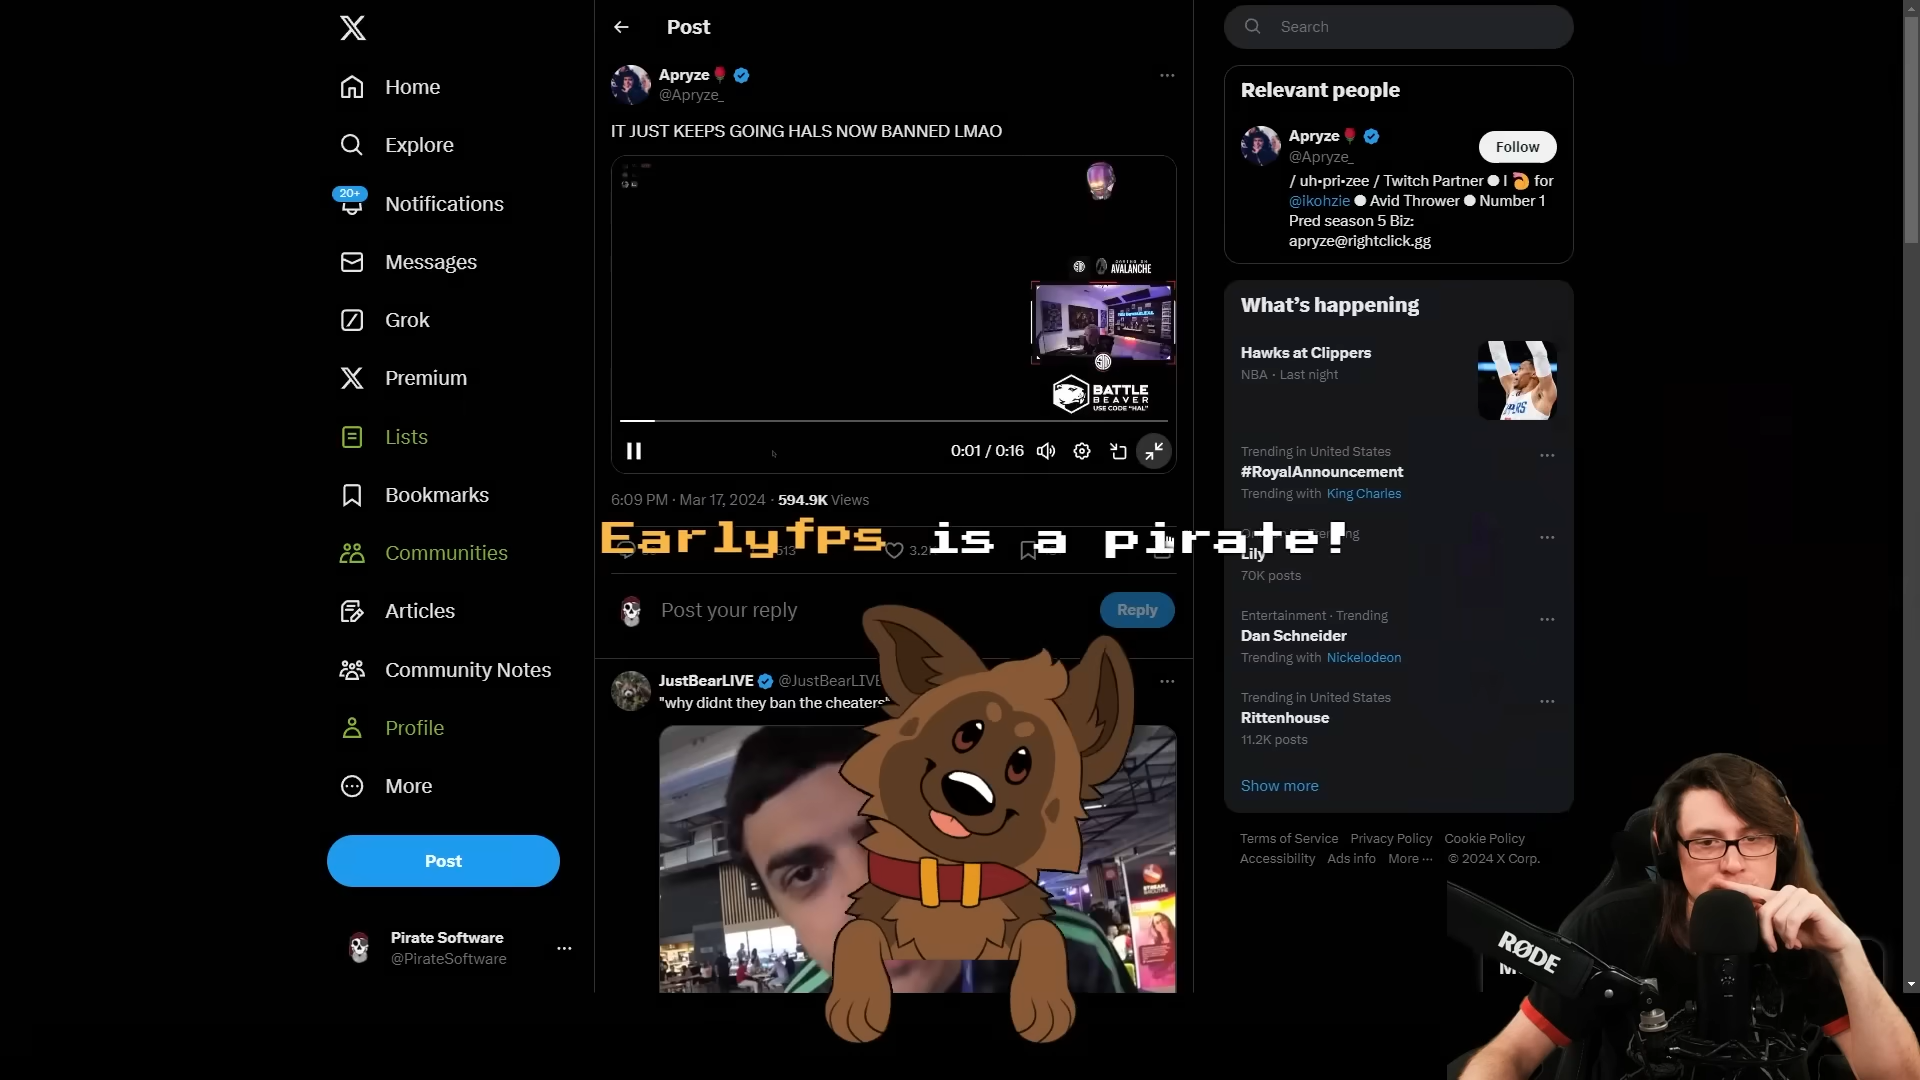 Home
Explore
20+
Notifications
Messages
Grok
Premium
Lists
Bookmarks
Communities
Articles
Community Notes
Profile
More
Post
Pirate Software
@PirateSoftware
Post
Apryze
@Apryze_
IT JUST KEEPS GOING HALS NOW BANNED LMAO
AVALANCHE
BATTLE
BEAVER
USE CODE "HAL"
0:01 / 0:16
6:09 PM · Mar 17, 2024 · 594.9K Views
Earlyfps is a pirate!
Post your reply
Reply
JustBearLIVE @JustBearLIVE
"why didnt they ban the cheaters"
Search
Relevant people
Apryze
@Apryze_
Follow
/ uh•pri•zee / Twitch Partner ● I for
@ikohzie ● Avid Thrower ● Number 1
Pred season 5 Biz:
apryze@rightclick.gg
What's happening
Hawks at Clippers
NBA · Last night
Trending in United States
#RoyalAnnouncement
Trending with King Charles
Lily
70K posts
Entertainment · Trending
Dan Schneider
Trending with Nickelodeon
Trending in United States
Rittenhouse
11.2K posts
Show more
Terms of Service Privacy Policy Cookie Policy
Accessibility Ads info More ··· © 2024 X Corp.
RØDE